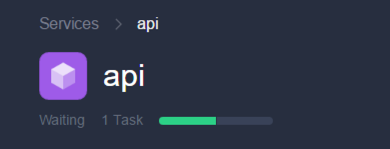 Services > api
api
Waiting 1 Task